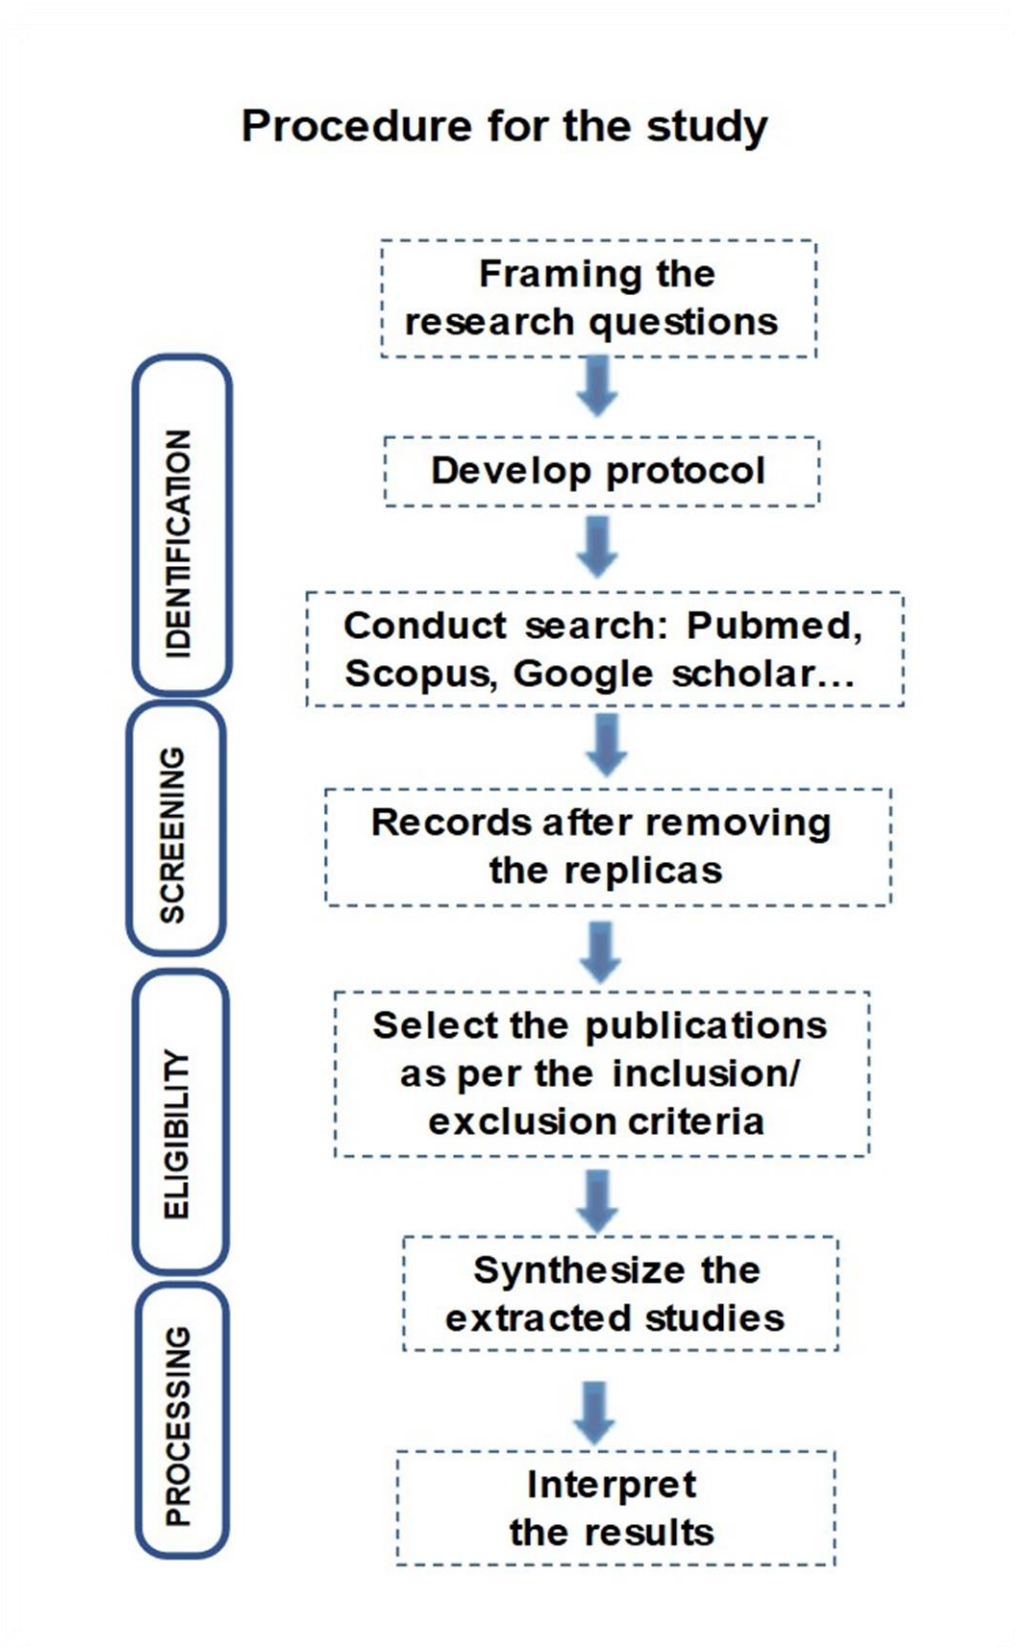 Procedure for the study
Framing the
research questions
IDENTIFICATION
Develop protocol
Conduct search: Pubmed,
Scopus, Google scholar...
SCREENING
Records after removing
the replicas
ELIGIBILITY
Select the publications
as per the inclusion/
exclusion criteria
PROCESSING
Synthesize the
extracted studies
Interpret
the results